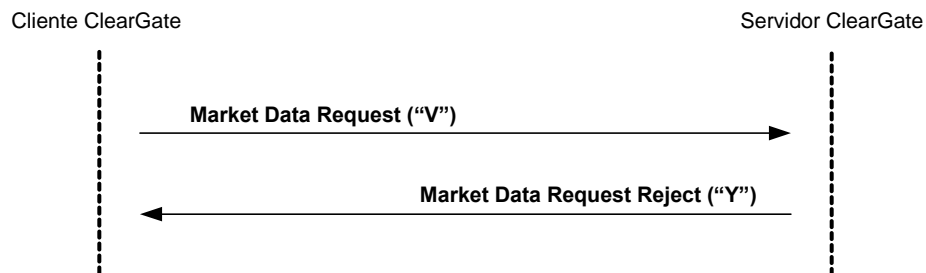 Cliente ClearGate
Servidor ClearGate
Market Data Request (“V”)
Market Data Request Reject (“Y”)